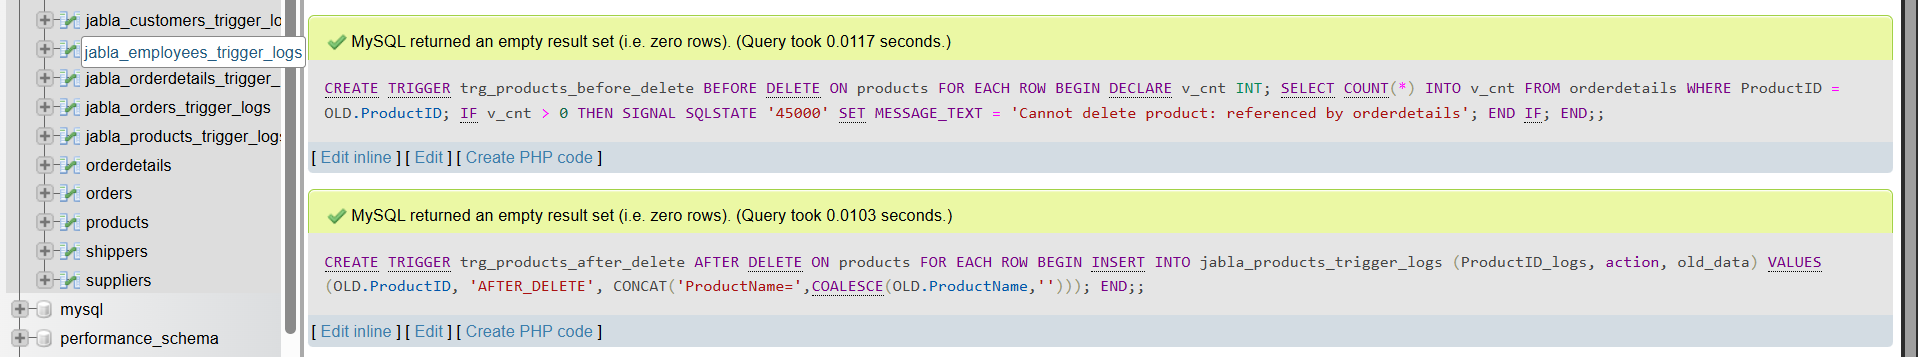 jabla_customers_trigger_lo
jabla_employees_trigger_logs
jabla_orderdetails_trigger_
jabla_orders_trigger_logs
jabla_products_trigger_log
orderdetails
orders
products
shippers
suppliers
mysql
performance_schema
MySQL returned an empty result set (i.e. zero rows). (Query took 0.0117 seconds.)
CREATE TRIGGER trg_products_before_delete BEFORE DELETE ON products FOR EACH ROW BEGIN DECLARE v_cnt INT; SELECT COUNT(*) INTO v_cnt FROM orderdetails WHERE ProductID =
OLD.ProductID; IF v_cnt > 0 THEN SIGNAL SQLSTATE '45000' SET MESSAGE_TEXT = 'Cannot delete product: referenced by orderdetails'; END IF; END;;
[ Edit inline ] [ Edit ] [ Create PHP code ]
MySQL returned an empty result set (i.e. zero rows). (Query took 0.0103 seconds.)
CREATE TRIGGER trg_products_after_delete AFTER DELETE ON products FOR EACH ROW BEGIN INSERT INTO jabla_products_trigger_logs (ProductID_logs, action, old_data) VALUES
(OLD.ProductID, 'AFTER_DELETE', CONCAT('ProductName=',COALESCE(OLD.ProductName,''))); END;;
[ Edit inline ] [ Edit ] [ Create PHP code ]